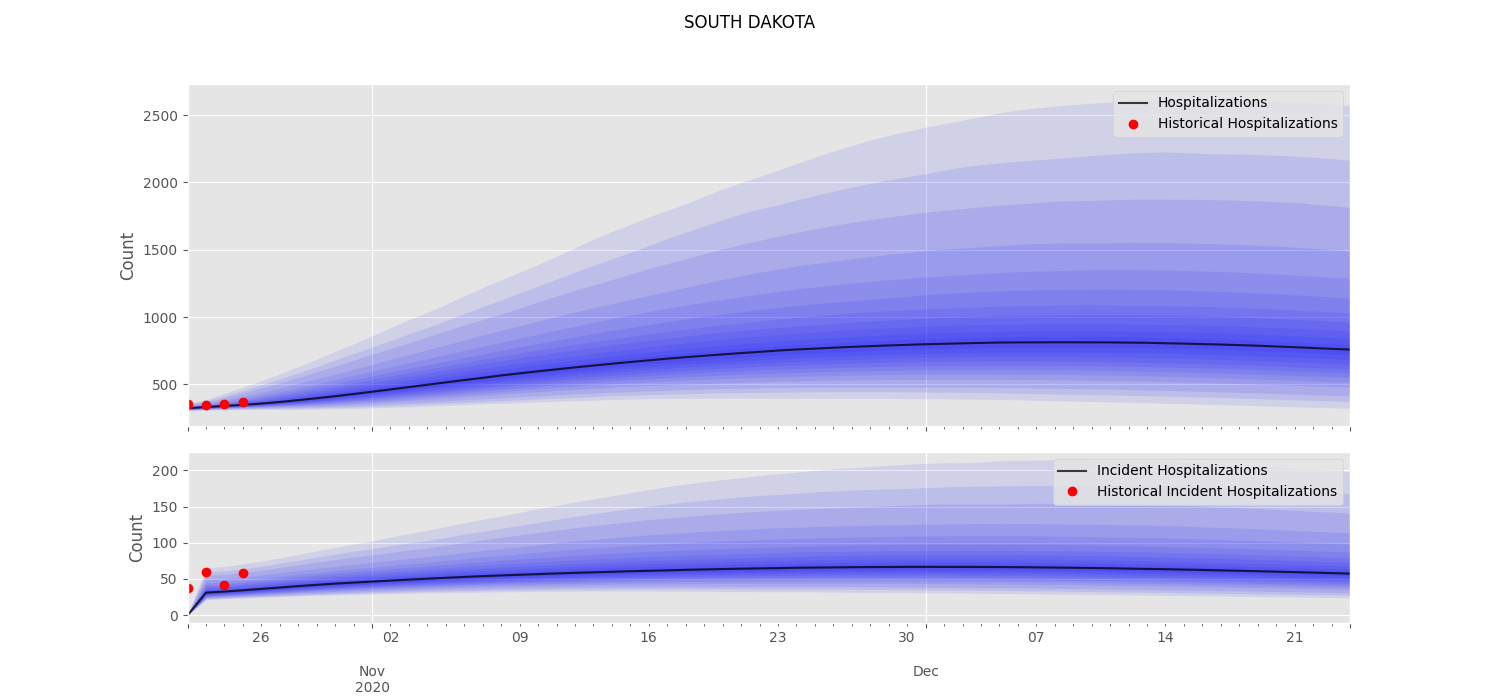 SOUTH DAKOTA
Hospitalizations
Historical Hospitalizations
2500
2000
1500
1000
500
Count
Incident Hospitalizations
Historical Incident Hospitalizations
200
150
100
50
0
Count
26 02 09 16 23 30 07 14 21
Nov Dec
2020